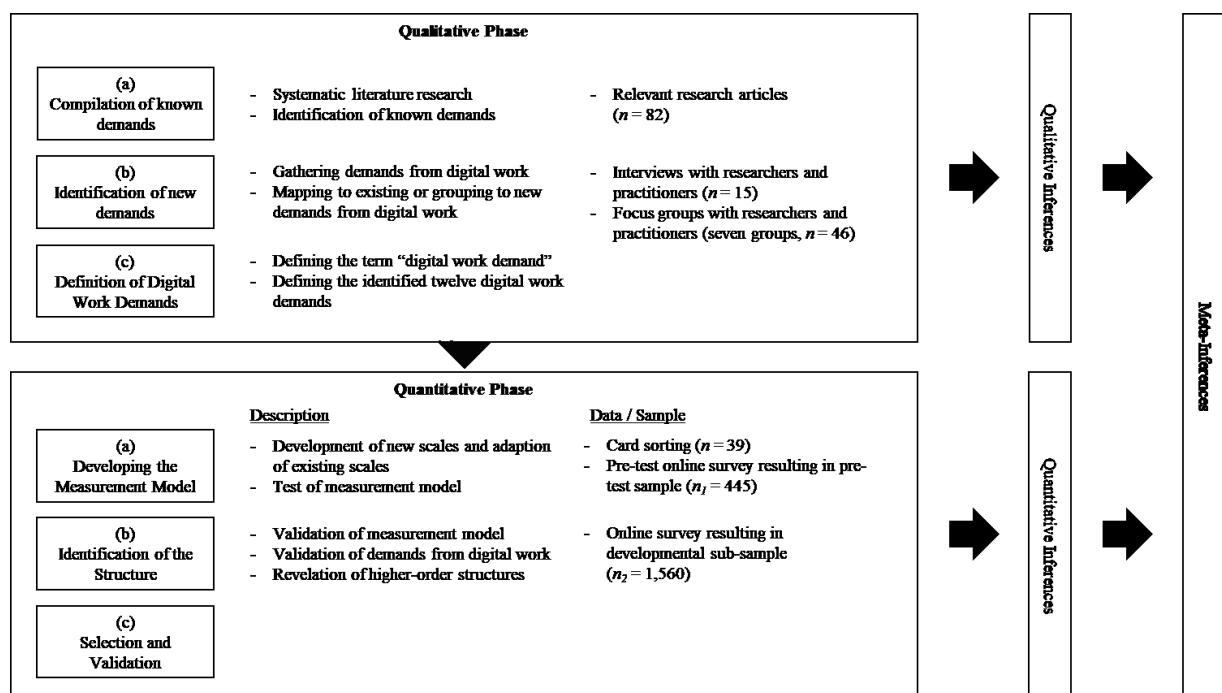 Qualitative Phase
(a)
Compilation of known
demands
- Systematic literature research
- Identification of known demands
- Relevant research articles
(n = 82)
(b)
Identification of new
demands
- Gathering demands from digital work
- Mapping to existing or grouping to new
demands from digital work
- Interviews with researchers and
practitioners (n = 15)
- Focus groups with researchers and
practitioners (seven groups, n = 46)
(c)
Definition of Digital
Work Demands
- Defining the term “digital work demand”
- Defining the identified twelve digital work
demands
Qualitative Inferences
Quantitative Phase
Description
Data / Sample
(a)
Developing the
Measurement Model
- Development of new scales and adaption
of existing scales
- Test of measurement model
- Card sorting (n = 39)
- Pre-test online survey resulting in pre-
test sample (n1 = 445)
(b)
Identification of the
Structure
- Validation of measurement model
- Validation of demands from digital work
- Revelation of higher-order structures
- Online survey resulting in
developmental sub-sample
(n2 = 1,560)
(c)
Selection and
Validation
Quantitative Inferences
Meta-Inferences